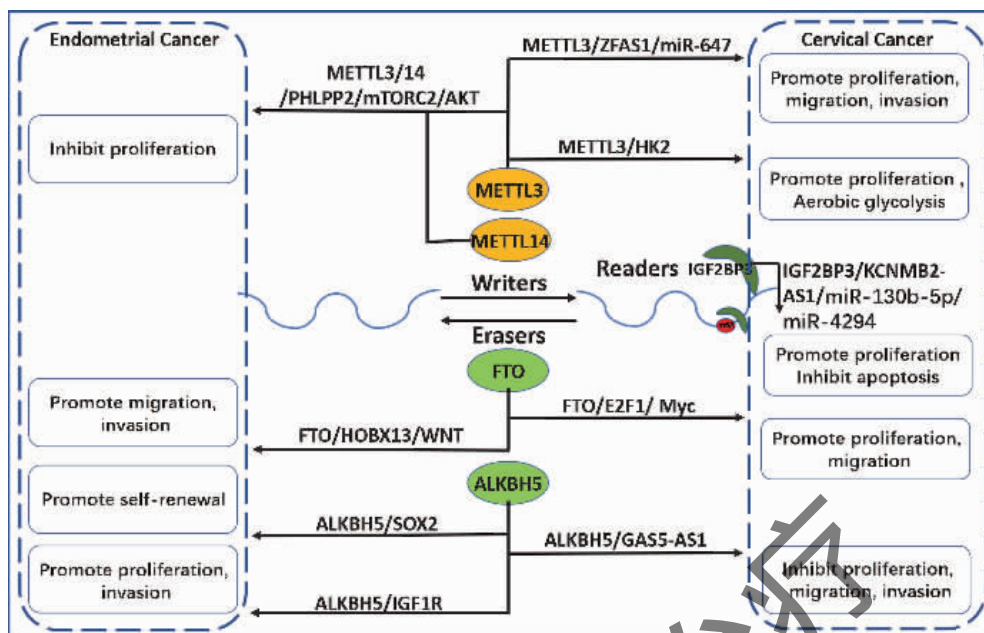 Endometrial Cancer
Cervical Cancer
METTL3/14
/PHLPP2/mTORC2/AKT
METTL3/ZFAS1/miR-647
Promote proliferation,
migration, invasion
Inhibit proliferation
METTL3/HK2
METTL3
Promote proliferation ,
Aerobic glycolysis
METTL14
Readers
IGF2BP3
IGF2BP3/KCNMB2-
AS1/miR-130b-5p/
miR-4294
Writers
Erasers
Promote proliferation
Inhibit apoptosis
FTO
Promote migration,
invasion
FTO/E2F1/ Myc
FTO/HOBX13/WNT
Promote proliferation,
migration
ALKBH5
Promote self-renewal
ALKBH5/SOX2
ALKBH5/GAS5-AS1
Promote proliferation,
invasion
Inhibit proliferation,
migration, invasion
ALKBH5/IGF1R